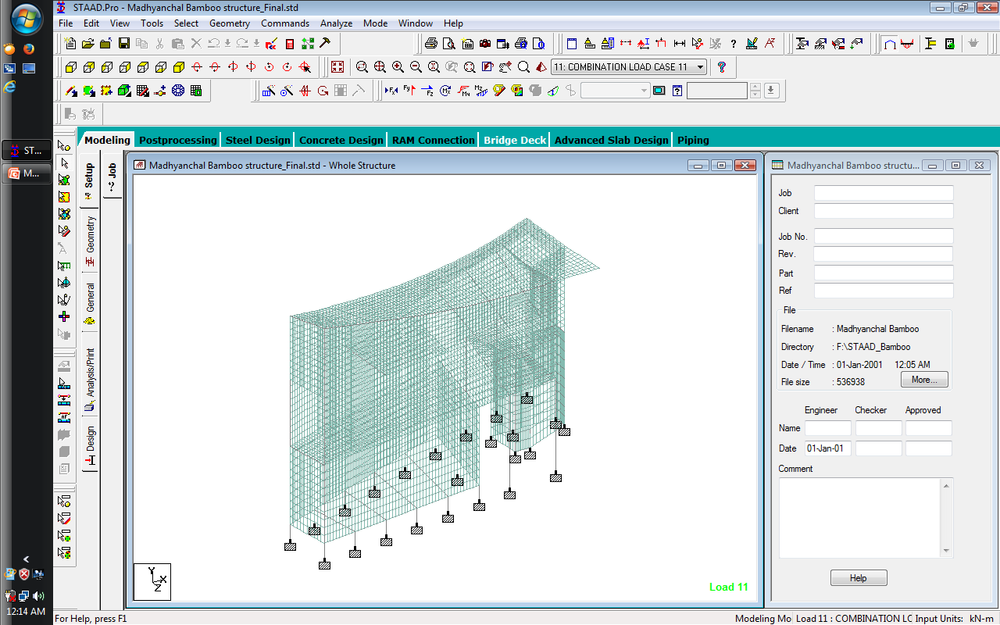 STAAD.Pro - Madhyanchal Bamboo structure_Final.std
File Edit View Tools Select Geometry Commands Analyze Mode Window Help
11: COMBINATION LOAD CASE 11
Modeling Postprocessing Steel Design Concrete Design RAM Connection Bridge Deck Advanced Slab Design Piping
ST...
M...
Setup
Geometry
General
Analysis/Print
Design
Job
Madhyanchal Bamboo structure_Final.std - Whole Structure
Y
X
Z
Load 11
Madhyanchal Bamboo structu...
Job
Client
Job No.
Rev.
Part
Ref
File
Filename : Madhyanchal Bamboo
Directory : F:\STAAD_Bamboo
Date / Time : 01-Jan-2001 12:05 AM
File size : 536938 More...
Engineer Checker Approved
Name
Date 01-Jan-01
Comment
Help
12:14 AM
For Help, press F1
Modeling Mo Load 11 : COMBINATION LC Input Units: kN-m